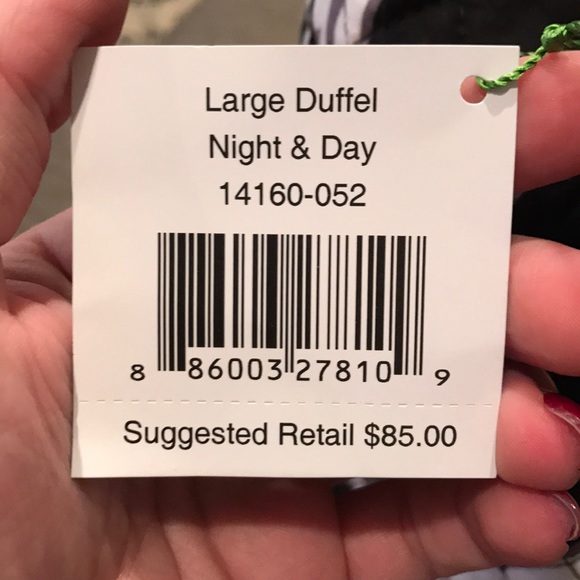 Large Duffel
Night & Day
14160-052
8 86003 27810 9
Suggested Retail $85.00